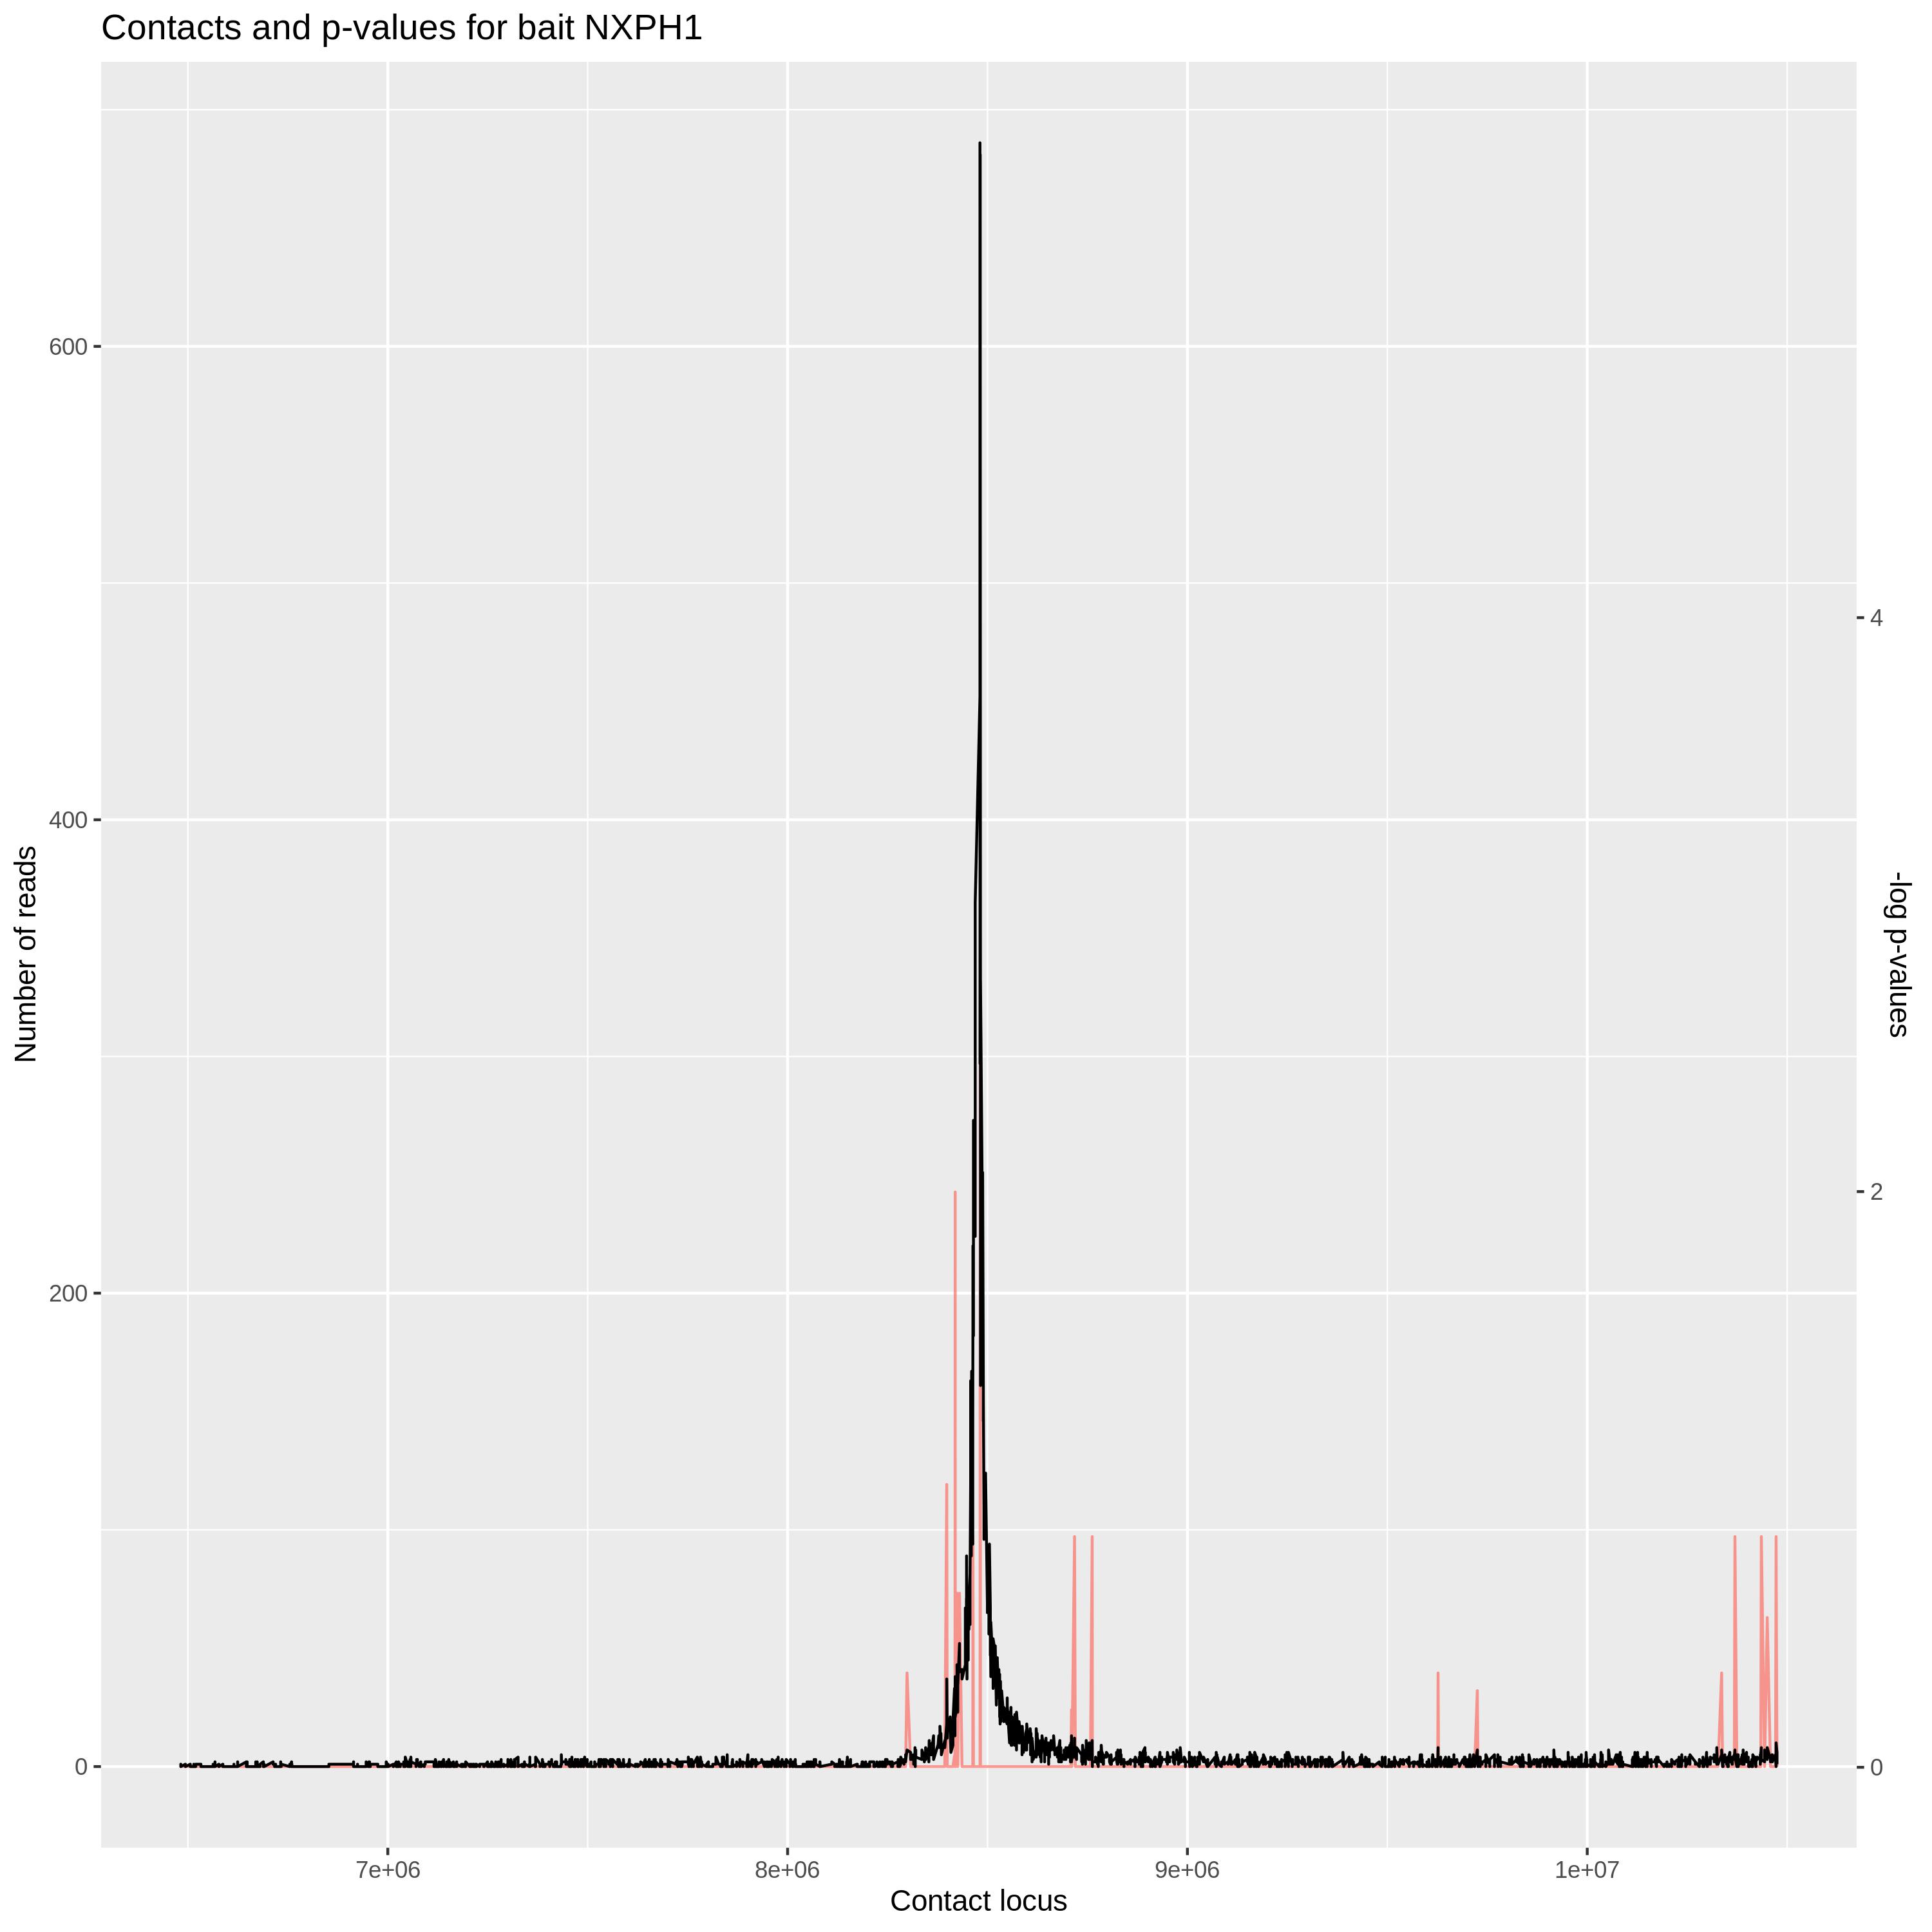 Contacts and p-values for bait NXPH1
600
400
200
0
Number of reads
4
2
0
-log p-values
7e+06
8e+06
9e+06
1e+07
Contact locus